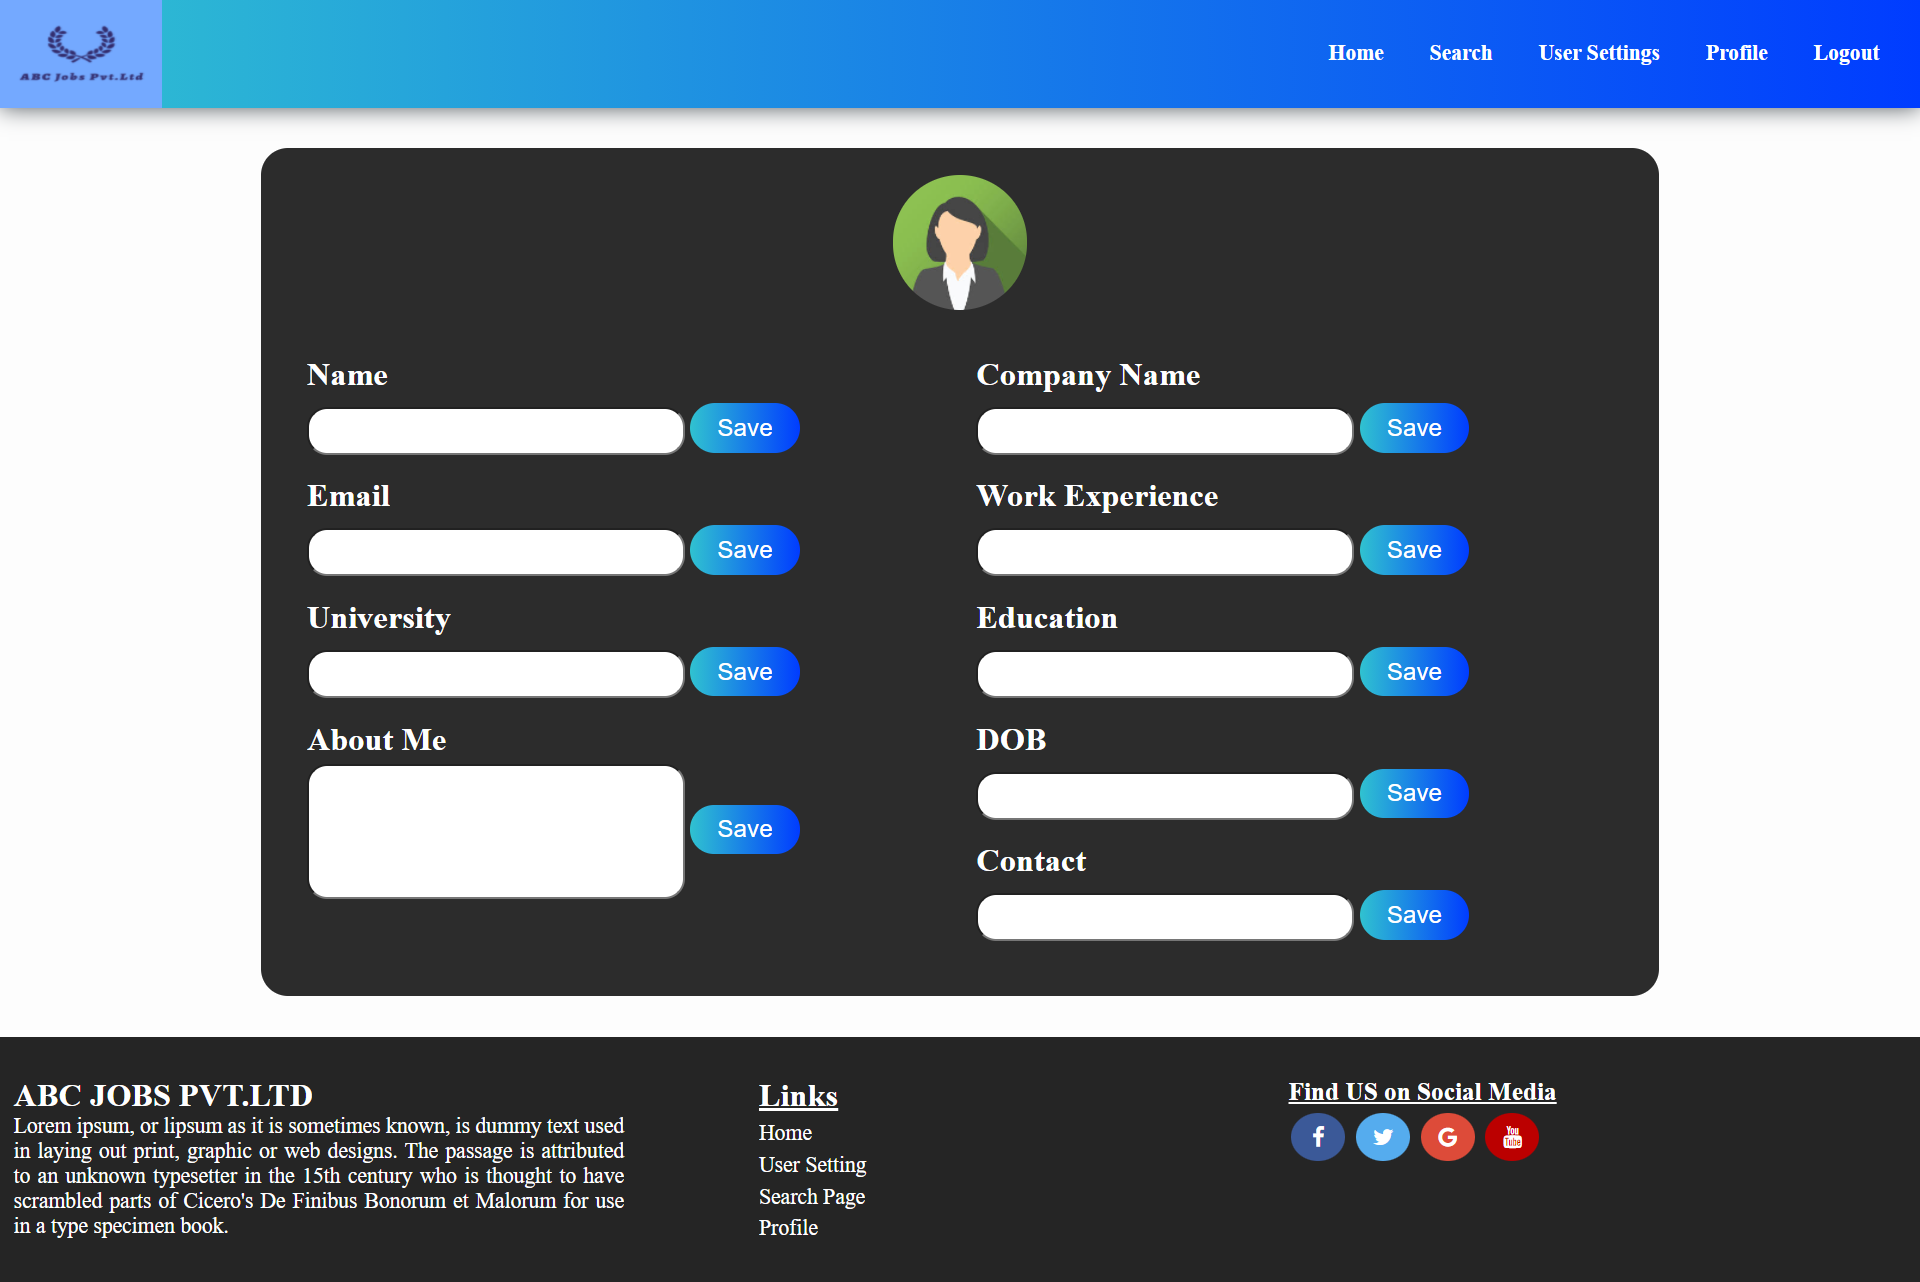 ABC Jobs Pvt.Ltd
Home
Search
User Settings
Profile
Logout
Name
Save
Email
Save
University
Save
About Me
Save
Company Name
Save
Work Experience
Save
Education
Save
DOB
Save
Contact
Save
ABC JOBS PVT.LTD
Lorem ipsum, or lipsum as it is sometimes known, is dummy text used
in laying out print, graphic or web designs. The passage is attributed
to an unknown typesetter in the 15th century who is thought to have
scrambled parts of Cicero's De Finibus Bonorum et Malorum for use
in a type specimen book.
Links
Home
User Setting
Search Page
Profile
Find US on Social Media
f
G
You
Tube